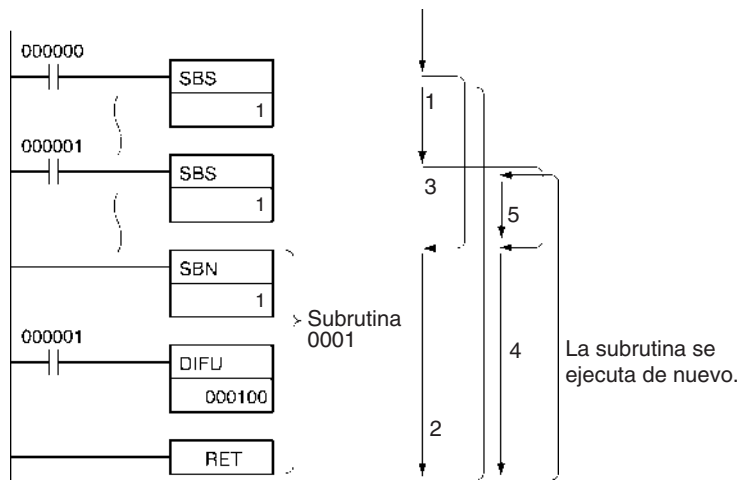 000000
SBS
1
1
000001
SBS
3
1
5
SBN
1
Subrutina
0001
000001
DIFU
4
La subrutina se
ejecuta de nuevo.
000100
2
RET